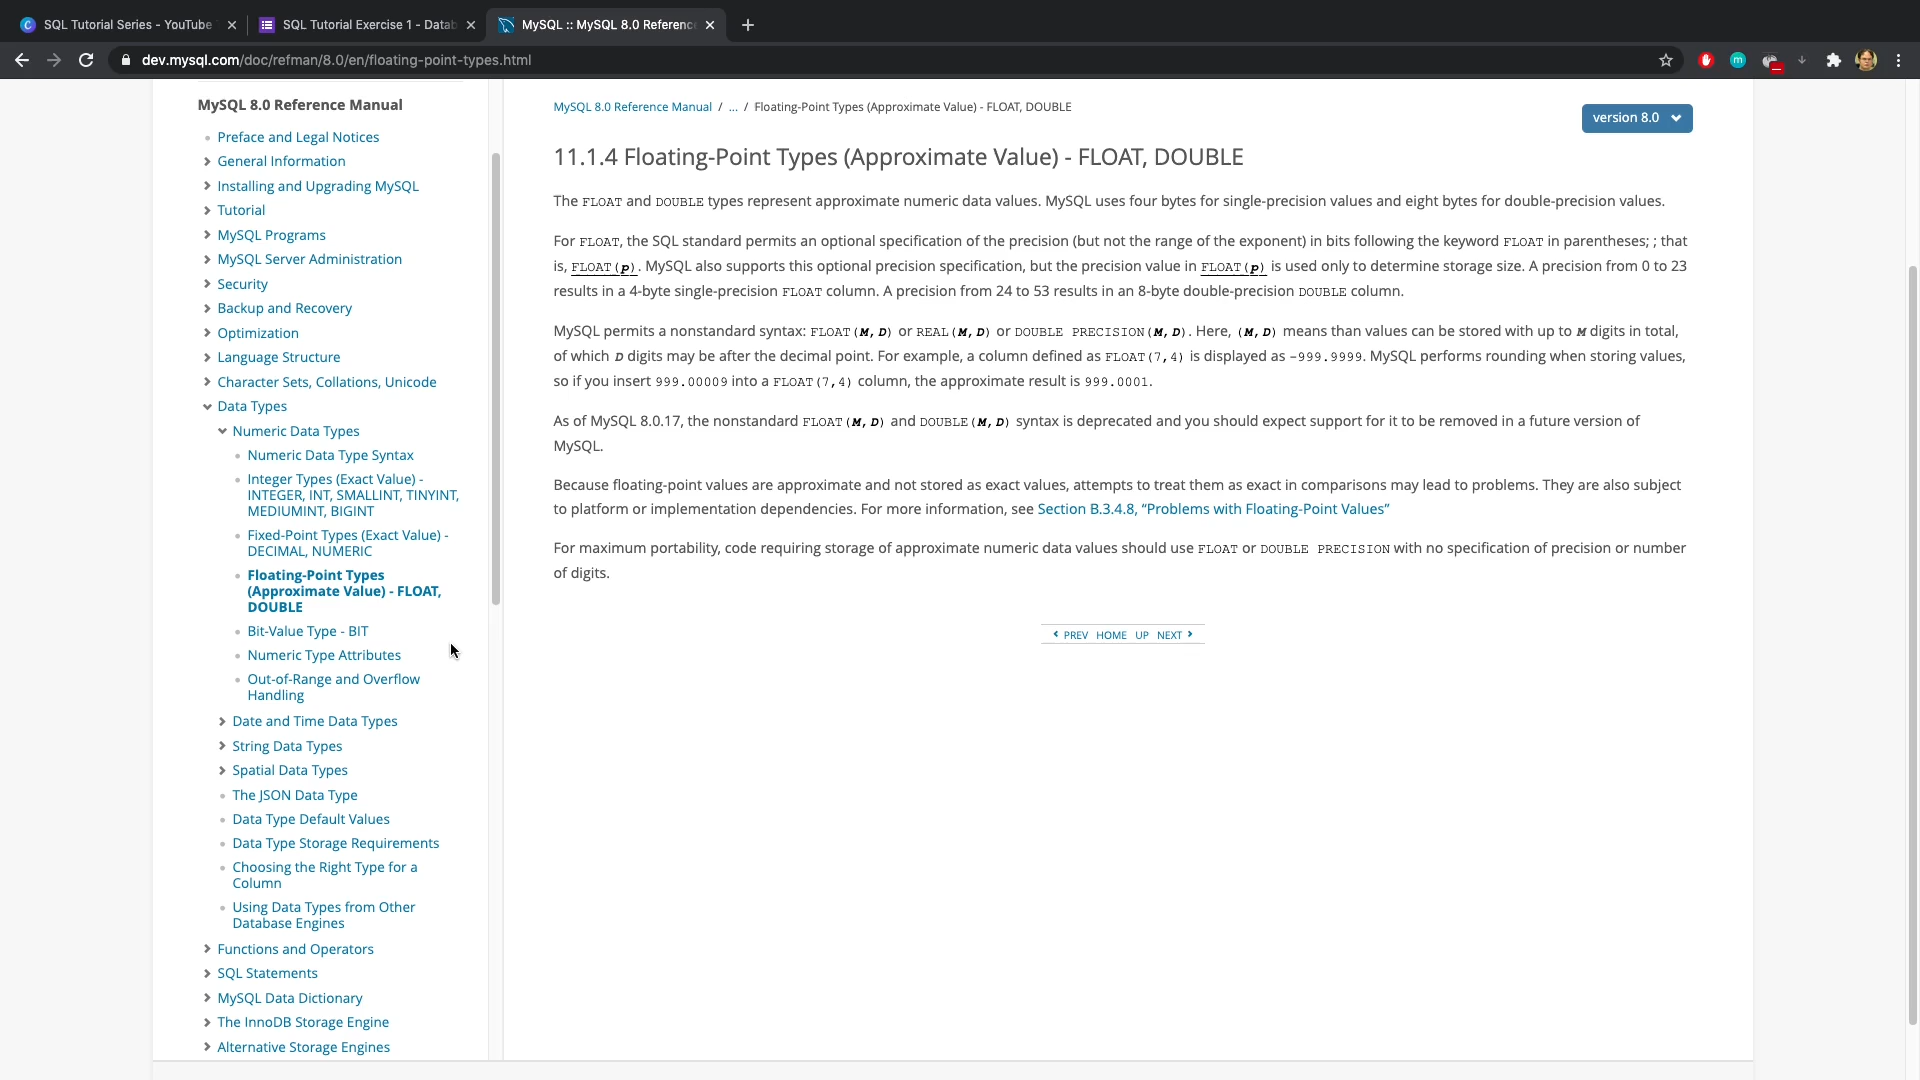 SQL Tutorial Series - YouTube
SQL Tutorial Exercise 1 - Datab
MySQL :: MySQL 8.0 Referenc
dev.mysql.com/doc/refman/8.0/en/floating-point-types.html
m
MySQL 8.0 Reference Manual
Preface and Legal Notices
General Information
Installing and Upgrading MySQL
Tutorial
MySQL Programs
MySQL Server Administration
Security
Backup and Recovery
Optimization
Language Structure
Character Sets, Collations, Unicode
Data Types
Numeric Data Types
Numeric Data Type Syntax
Integer Types (Exact Value) -
INTEGER, INT, SMALLINT, TINYINT,
MEDIUMINT, BIGINT
Fixed-Point Types (Exact Value) -
DECIMAL, NUMERIC
Floating-Point Types
(Approximate Value) - FLOAT,
DOUBLE
Bit-Value Type - BIT
Numeric Type Attributes
Out-of-Range and Overflow
Handling
Date and Time Data Types
String Data Types
Spatial Data Types
The JSON Data Type
Data Type Default Values
Data Type Storage Requirements
Choosing the Right Type for a
Column
Using Data Types from Other
Database Engines
Functions and Operators
SQL Statements
MySQL Data Dictionary
The InnoDB Storage Engine
Alternative Storage Engines
MySQL 8.0 Reference Manual / ... / Floating-Point Types (Approximate Value) - FLOAT, DOUBLE
version 8.0
11.1.4 Floating-Point Types (Approximate Value) - FLOAT, DOUBLE
The FLOAT and DOUBLE types represent approximate numeric data values. MySQL uses four bytes for single-precision values and eight bytes for double-precision values.
For FLOAT, the SQL standard permits an optional specification of the precision (but not the range of the exponent) in bits following the keyword FLOAT in parentheses; ; that
is, FLOAT(p). MySQL also supports this optional precision specification, but the precision value in FLOAT(p) is used only to determine storage size. A precision from 0 to 23
results in a 4-byte single-precision FLOAT column. A precision from 24 to 53 results in an 8-byte double-precision DOUBLE column.
MySQL permits a nonstandard syntax: FLOAT(M,D) or REAL(M,D) or DOUBLE PRECISION(M,D). Here, (M,D) means than values can be stored with up to M digits in total,
of which D digits may be after the decimal point. For example, a column defined as FLOAT(7,4) is displayed as -999.9999. MySQL performs rounding when storing values,
so if you insert 999.00009 into a FLOAT(7,4) column, the approximate result is 999.0001.
As of MySQL 8.0.17, the nonstandard FLOAT(M,D) and DOUBLE(M,D) syntax is deprecated and you should expect support for it to be removed in a future version of
MySQL.
Because floating-point values are approximate and not stored as exact values, attempts to treat them as exact in comparisons may lead to problems. They are also subject
to platform or implementation dependencies. For more information, see Section B.3.4.8, “Problems with Floating-Point Values”
For maximum portability, code requiring storage of approximate numeric data values should use FLOAT or DOUBLE PRECISION with no specification of precision or number
of digits.
PREV HOME UP NEXT